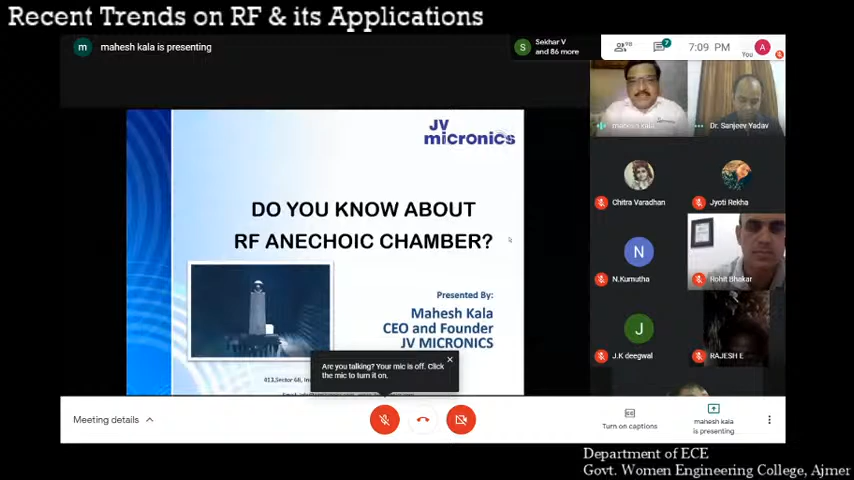 Recent Trends on RF & its Applications
m mahesh kala is presenting
S Sekhar V
and 86 more
98
7
7:09 PM
You
A
JV
micronics
DO YOU KNOW ABOUT
RF ANECHOIC CHAMBER?
Presented By:
Mahesh Kala
CEO and Founder
JV MICRONICS
mahesh kala
Dr. Sanjeev Yadav
Chitra Varadhan
Jyoti Rekha
N
N.Kumutha
Rohit Bhakar
J
J.K deegwal
RAJESH E
Are you talking? Your mic is off. Click
the mic to turn it on.
Meeting details
Turn on captions
mahesh kala
is presenting
Department of ECE
Govt. Women Engineering College, Ajmer